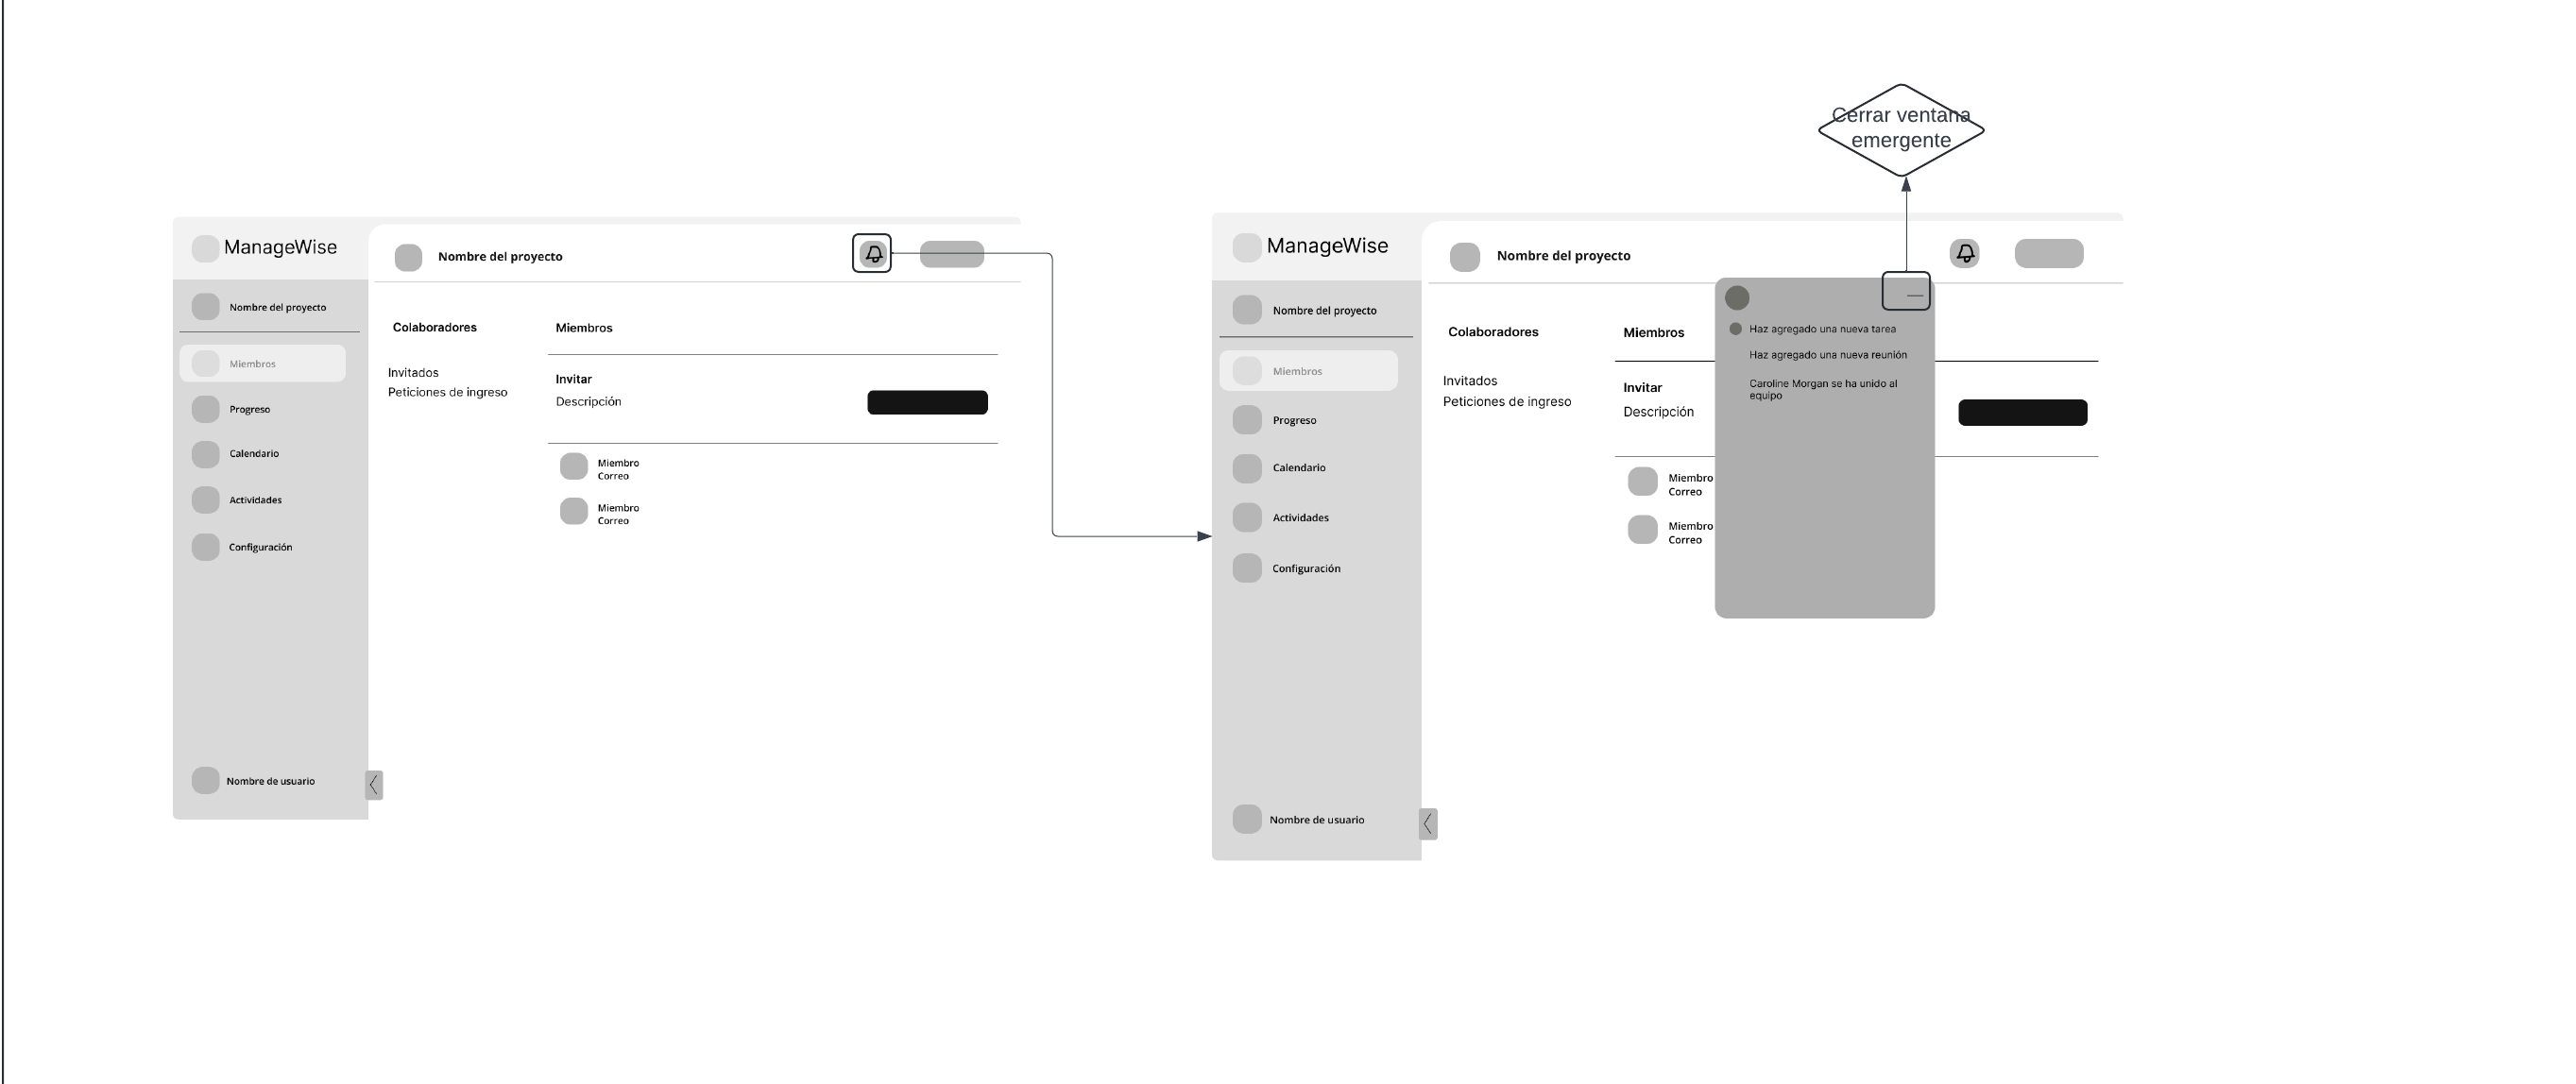 Cerrar ventana
emergente
ManageWise
Nombre del proyecto
Nombre del proyecto
Miembros
Progreso
Calendario
Actividades
Configuración
Nombre de usuario
Colaboradores
Invitados
Peticiones de ingreso
Miembros
Invitar
Descripción
Miembro
Correo
Miembro
Correo
ManageWise
Nombre del proyecto
Nombre del proyecto
Miembros
Progreso
Calendario
Actividades
Configuración
Nombre de usuario
Colaboradores
Invitados
Peticiones de ingreso
Miembros
Invitar
Descripción
Miembro
Correo
Miembro
Correo
Haz agregado una nueva tarea
Haz agregado una nueva reunión
Caroline Morgan se ha unido al
equipo